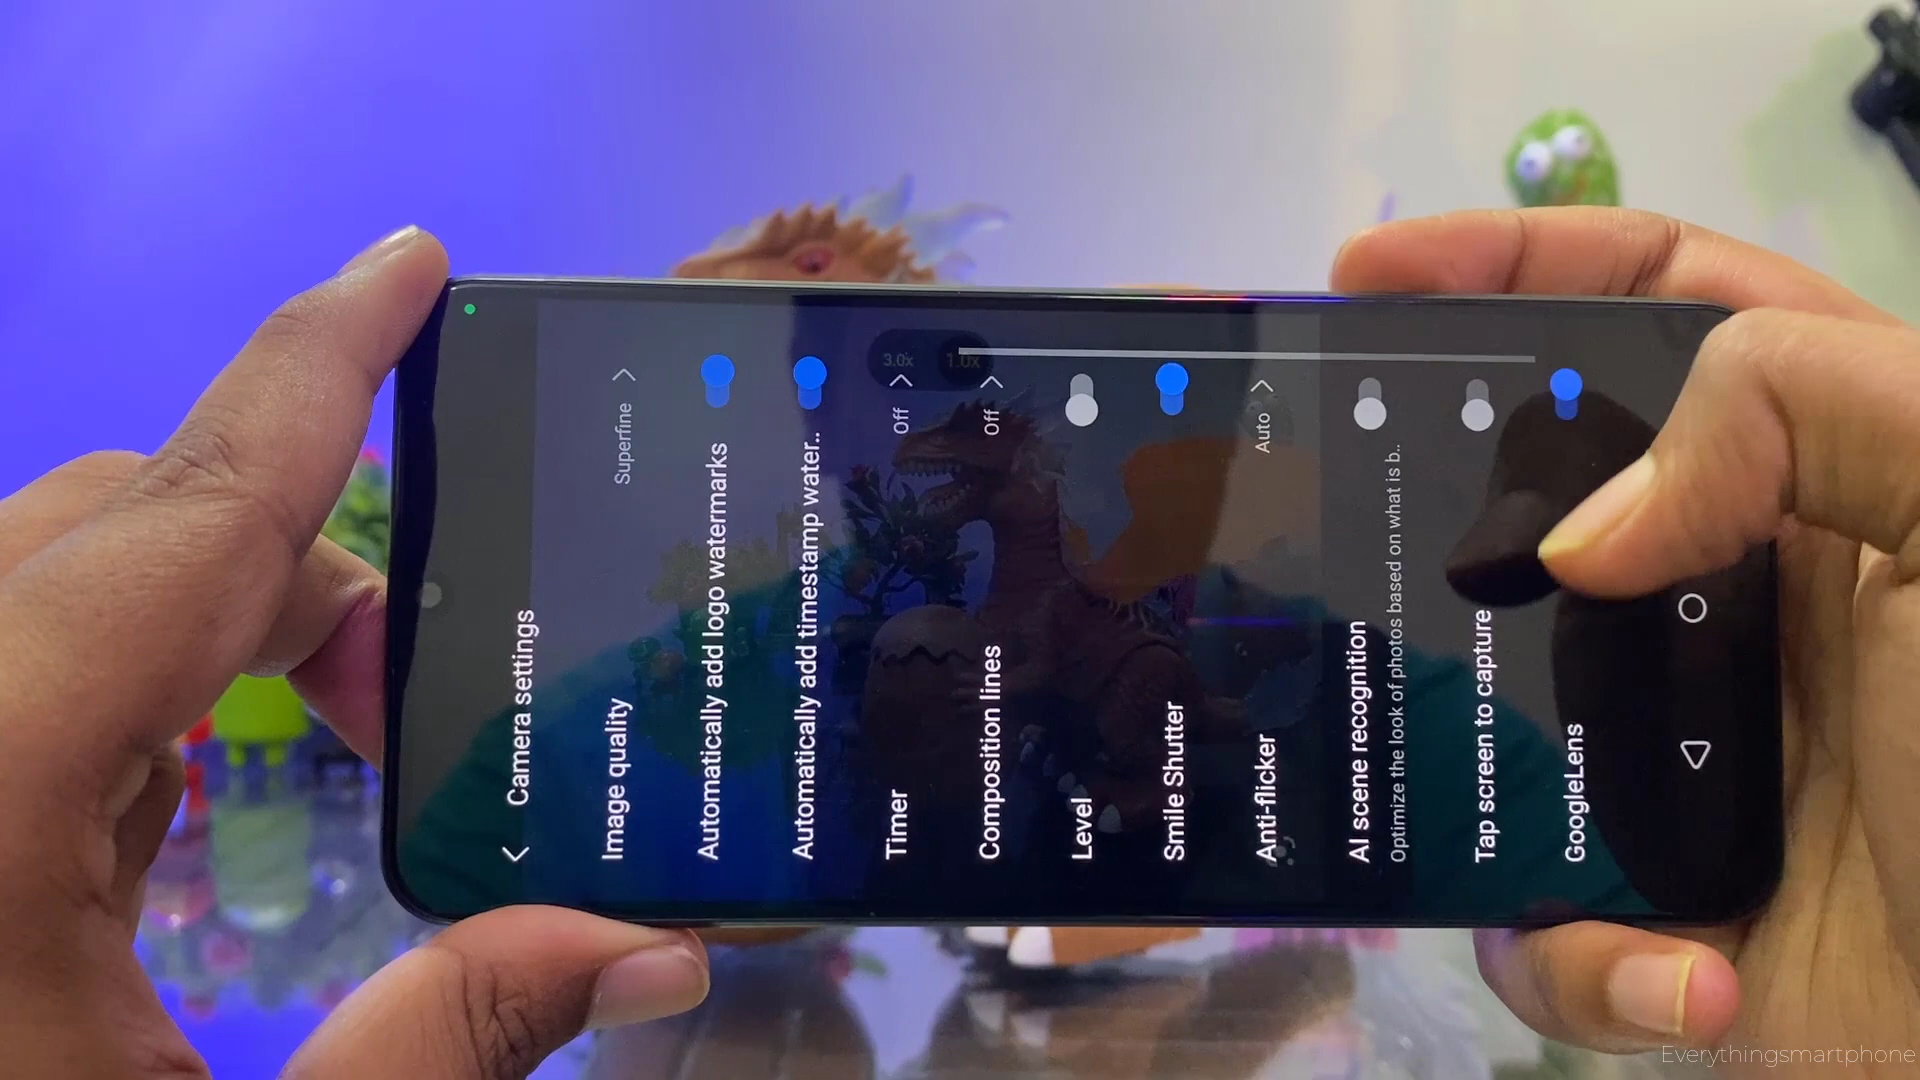 Camera settings
Image quality
Superfine
Automatically add logo watermarks
Automatically add timestamp water..
Timer
Off
3.0x
1.0x
Composition lines
Off
Level
Smile Shutter
Anti-flicker
Auto
AI scene recognition
Optimize the look of photos based on what is b..
Tap screen to capture
GoogleLens
Everythingsmartphone